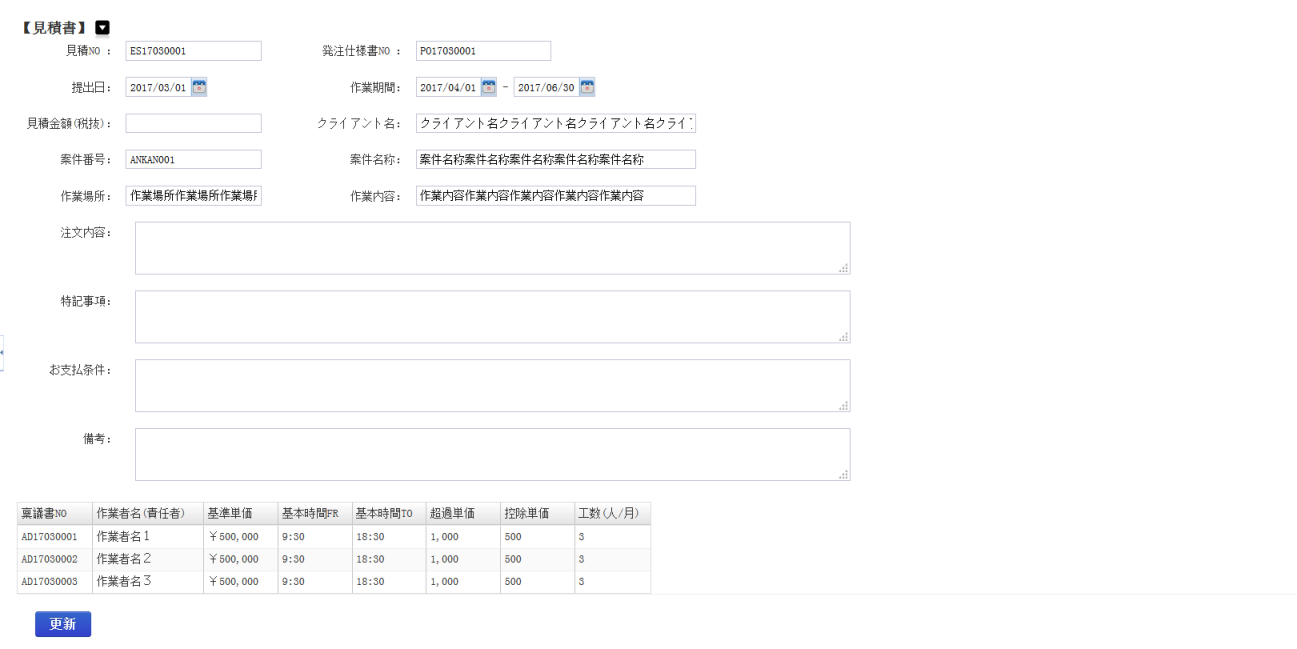 【見積書】
見積NO : ES17030001 発注仕様書NO : PO17030001
提出日: 2017/03/01 作業期間: 2017/04/01 - 2017/06/30
見積金額(税抜): クライアント名: クライアント名クライアント名クライアント名クライ
案件番号: ANKAN001 案件名称: 案件名称案件名称案件名称案件名称案件名称
作業場所: 作業場所作業場所作業場 作業内容: 作業内容作業内容作業内容作業内容作業内容
注文内容:
特記事項:
お支払条件:
備考:
稟議書NO 作業者名(責任者) 基準単価 基本時間FR 基本時間TO 超過単価 控除単価 工数(人/月)
AD17030001 作業者名1 ¥500,000 9:30 18:30 1,000 500 3
AD17030002 作業者名2 ¥500,000 9:30 18:30 1,000 500 3
AD17030003 作業者名3 ¥500,000 9:30 18:30 1,000 500 3
更新